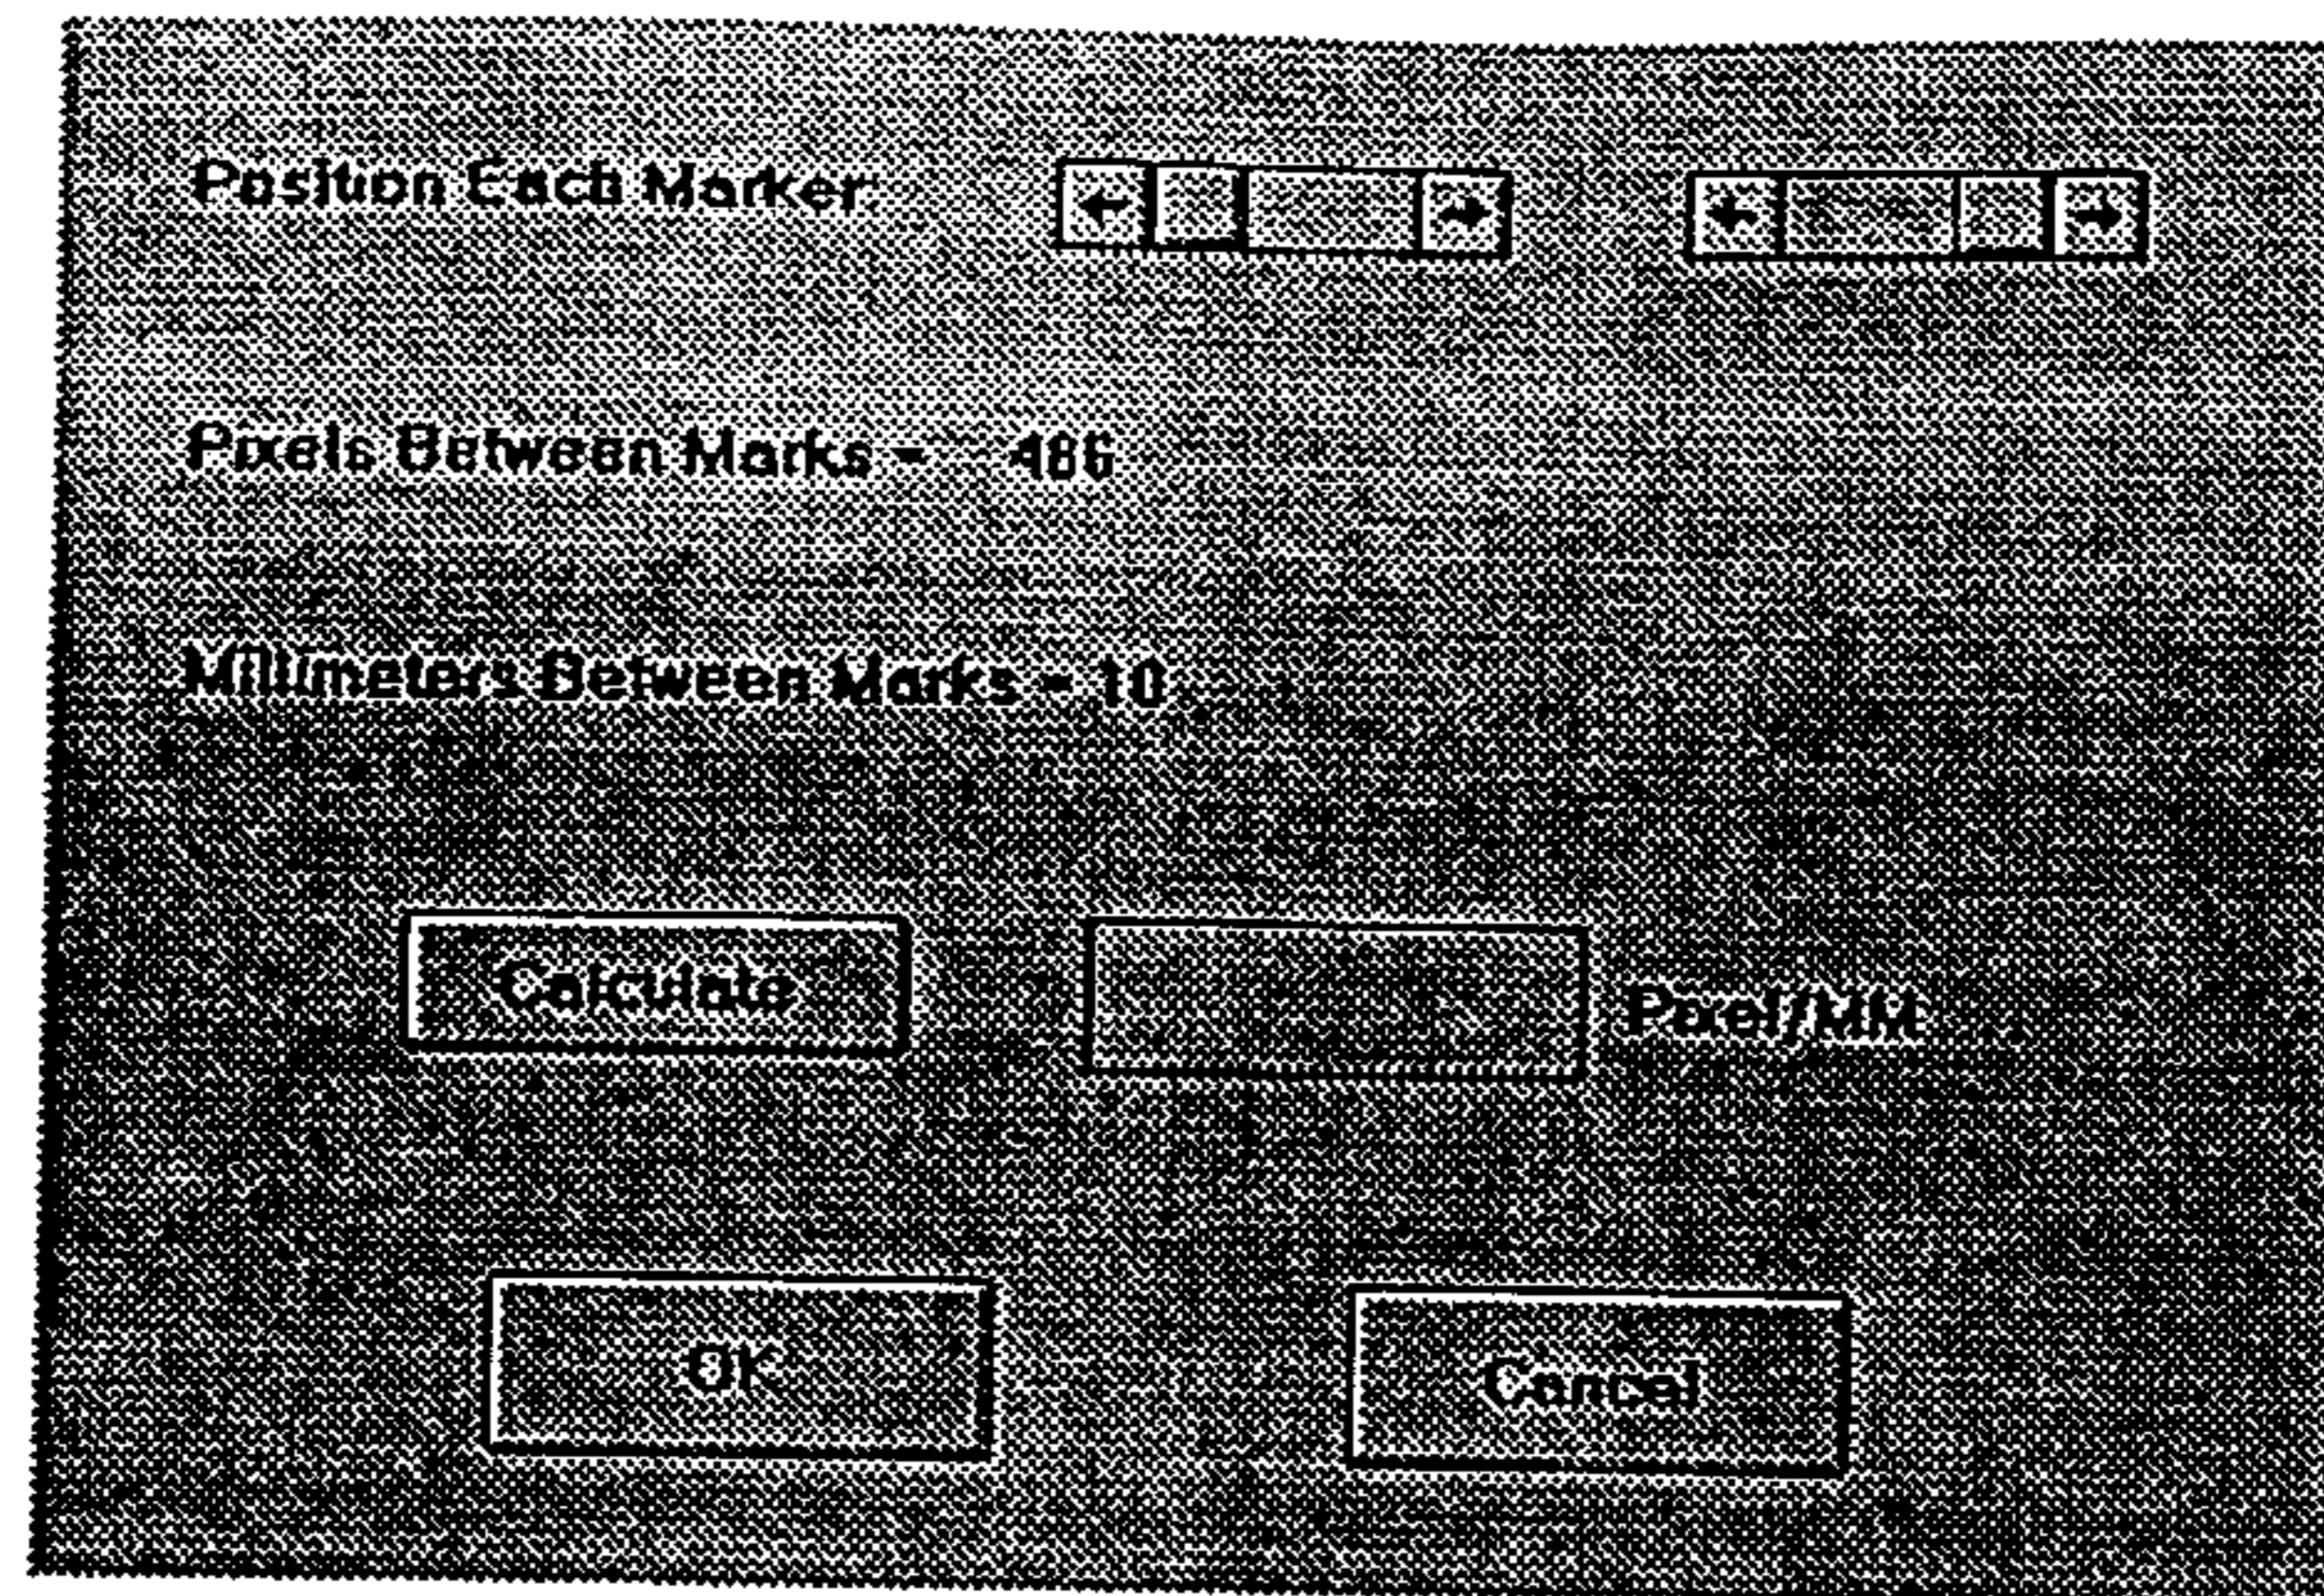 Position Each Marker:
Pixels Between Marks = 486
Millimeters Between Marks = 10
Calculate
Pixel/MM
OK
Cancel